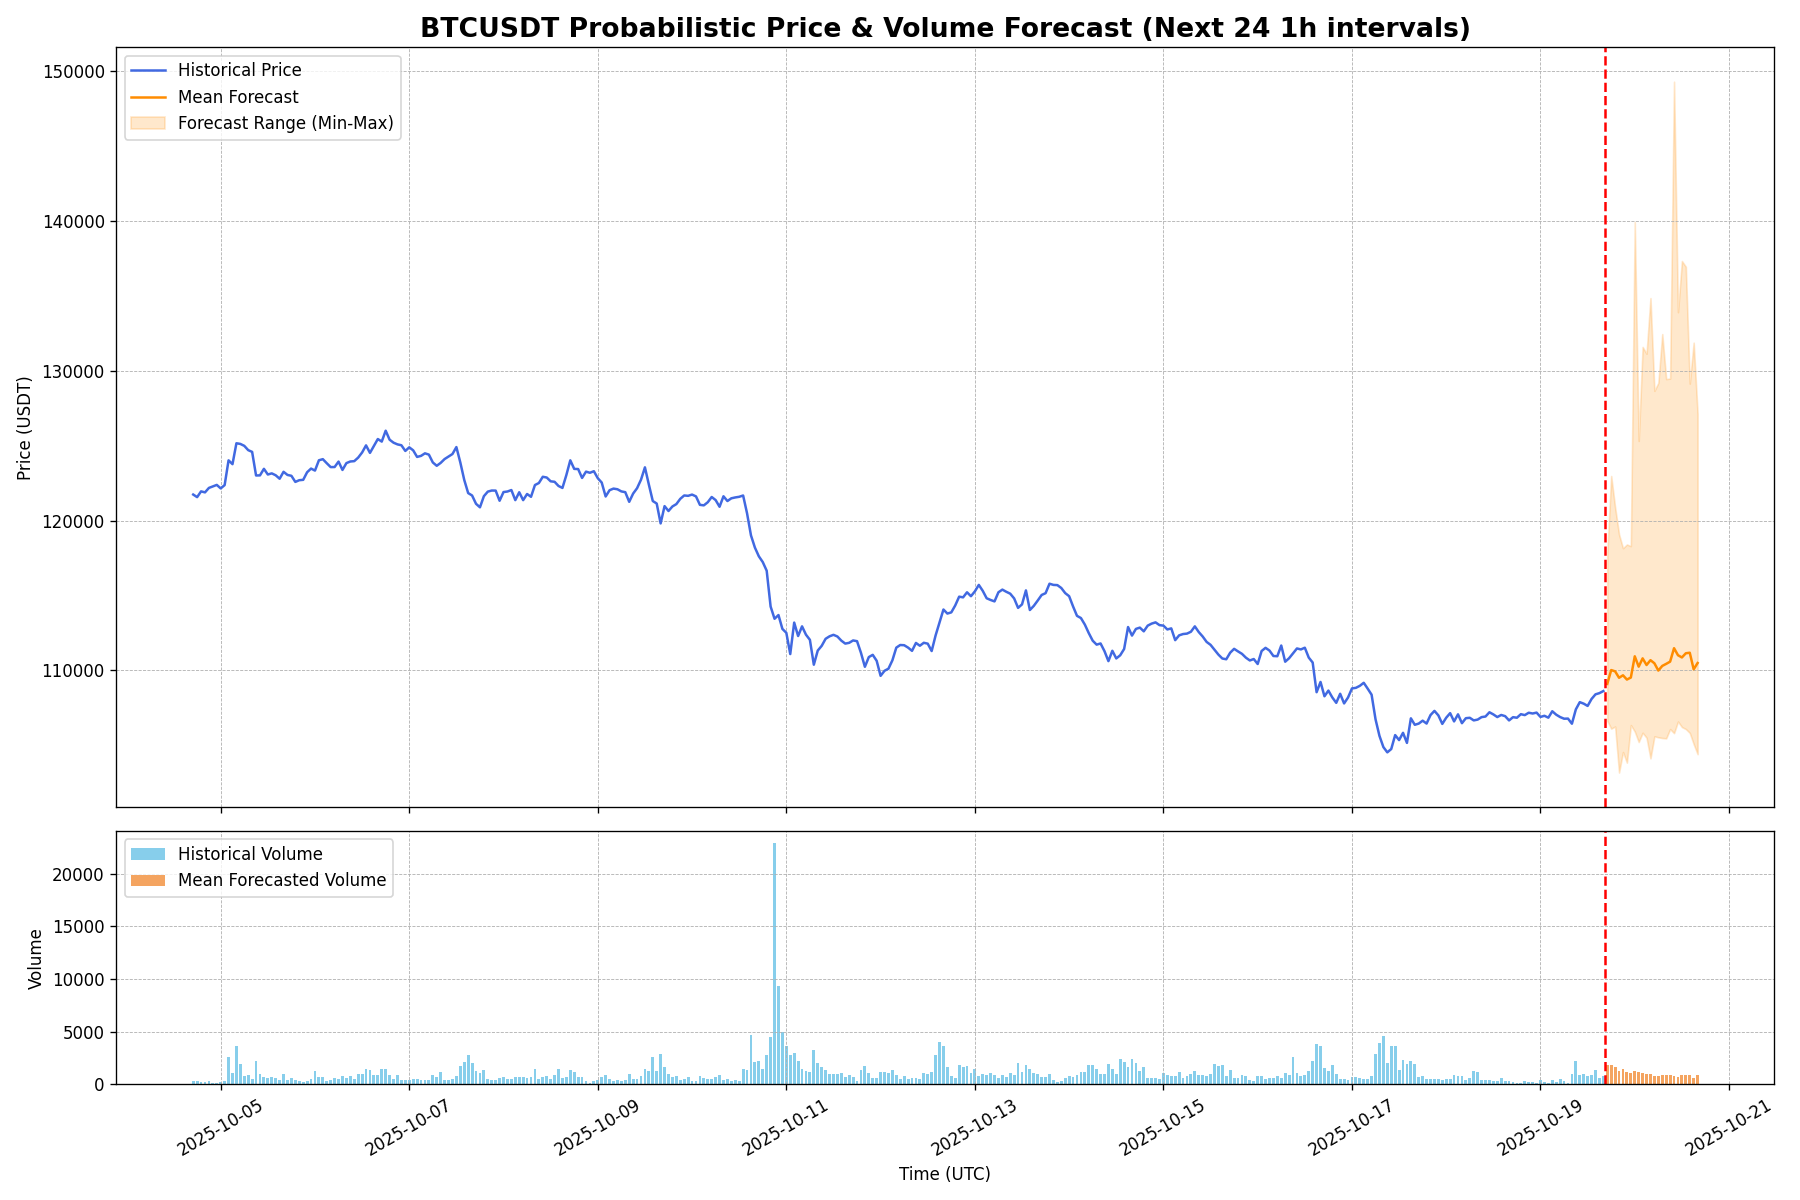 BTCUSDT Probabilistic Price & Volume Forecast (Next 24 1h intervals)
Historical Price
Mean Forecast
Forecast Range (Min-Max)
150000
140000
130000
120000
110000
Price (USDT)
Historical Volume
Mean Forecasted Volume
20000
15000
10000
5000
0
Volume
2025-10-05
2025-10-07
2025-10-09
2025-10-11
2025-10-13
2025-10-15
2025-10-17
2025-10-19
2025-10-21
Time (UTC)